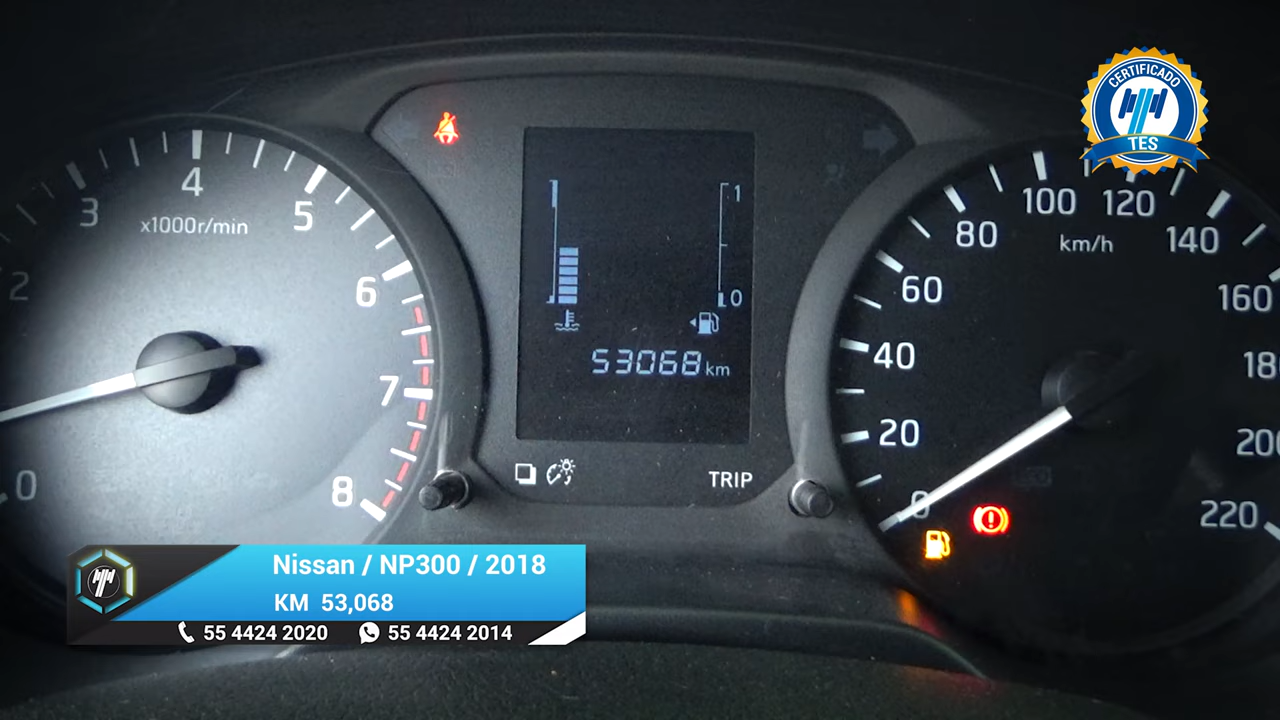 CERTIFICADO
TES
0
2
3
4
5
6
7
8
x1000r/min
1
0
53068 km
TRIP
0
20
40
60
80
100
120
140
160
18
200
220
km/h
Nissan / NP300 / 2018
KM 53,068
55 4424 2020 55 4424 2014